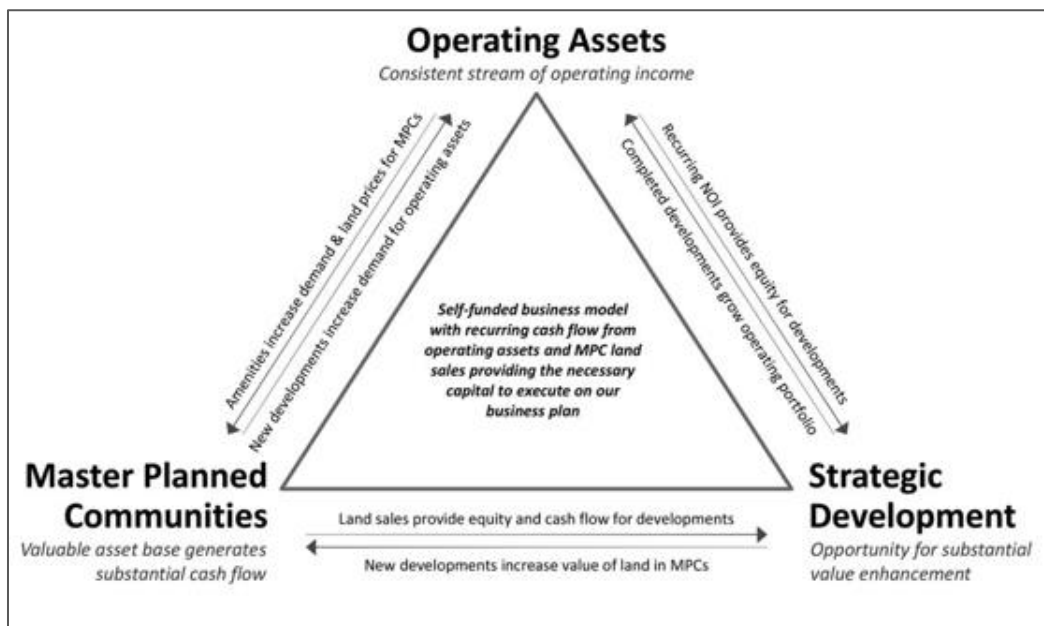 Operating Assets
Consistent stream of operating income
Amenities increase demand & land prices for MPCs
New developments increase demand for operating assets
Recurring NOI provides equity for developments
Completed developments grow operating portfolio
Self-funded business model
with recurring cash flow from
operating assets and MPC land
sales providing the necessary
capital to execute on our
business plan
Master Planned
Communities
Valuable asset base generates
substantial cash flow
Land sales provide equity and cash flow for developments
New developments increase value of land in MPCs
Strategic
Development
Opportunity for substantial
value enhancement